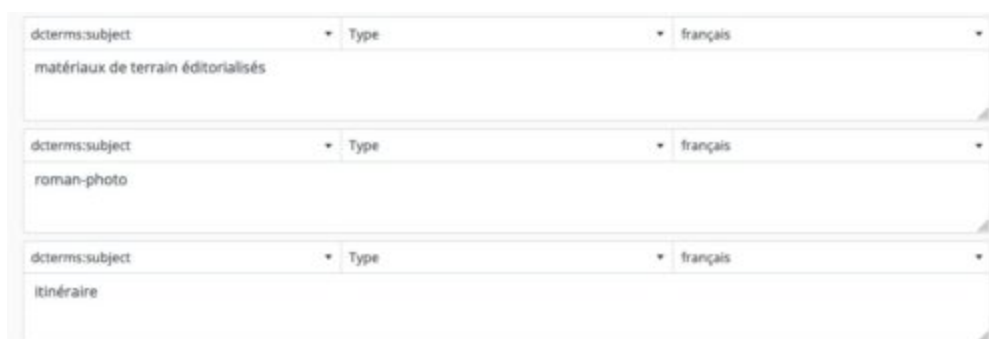 dcterms:subject Type français
matériaux de terrain éditorialisés
dcterms:subject Type français
roman-photo
dcterms:subject Type français
itinéraire